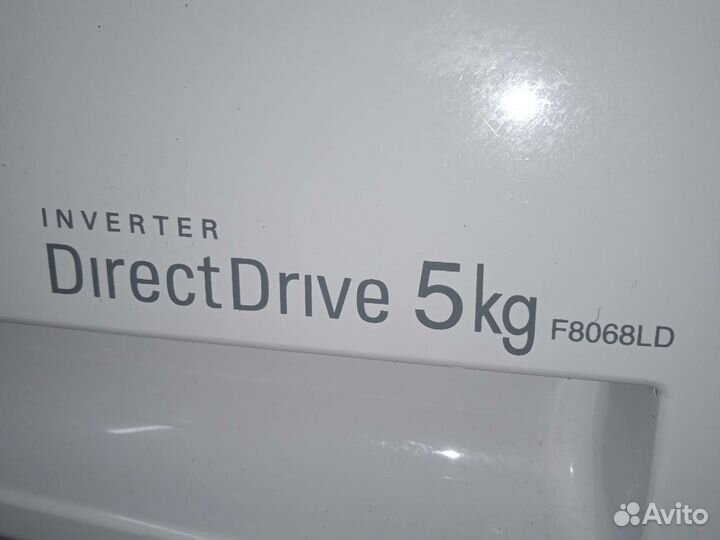 INVERTER
DirectDrive 5kg F8068LD
Avito